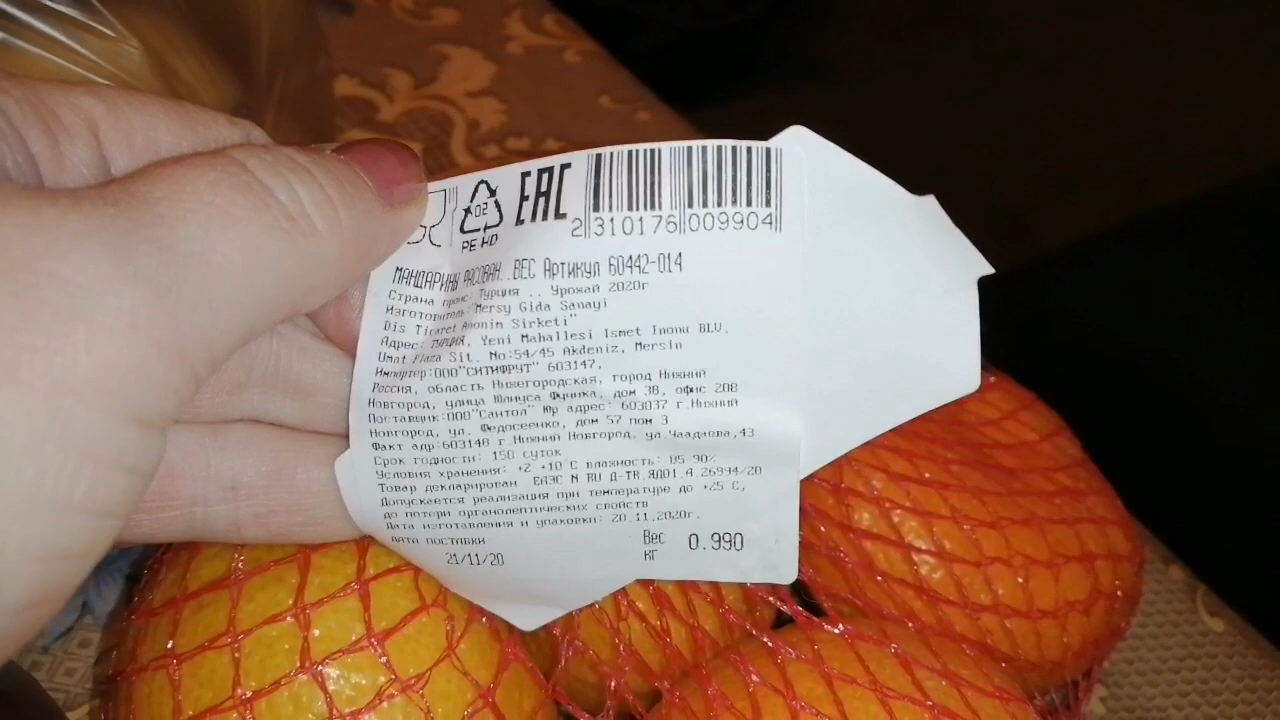 02
PE-HD
EAC
2 310176 009904
МАНДАРИНЫ ФАСОВАН. .ВЕС Артикул 60442-014
Страна проис: Турция .. Урожай 2020г
Изготовитель:"Mersy Gida Sanayi
Dis Ticaret Anonim Sirketi"
Адрес: ТУРЦИЯ, Yeni Mahallesi Ismet Inonu BLV.
Umat Plaza Sit. No:54/45 Akdeniz, Mersin
Импортер:ООО"СИТИФРУТ" 603147,
Россия, область Нижегородская, город Нижний
Новгород, улица Юлиуса Фучика, дом 38, офис 208
Поставщик:ООО"Сантол" Юр адрес: 603037 г.Нижний
Новгород, ул. Федосеенко, дом 57 пом 3
Факт адр:603148 г.Нижний Новгород, ул.Чаадаева,43
Срок годности: 150 суток
Условия хранения: +2 +10°C влажность: 85-90%
Товар декларирован ЕАЭС N RU Д-TR.ЯД01.А.26994/20
Допускается реализация при температуре до +25 C,
до потери органолептических свойств
Дата изготовления и упаковки: 20.11.2020г.
ДАТА ПОСТАВКИ
21/11/20
Вес
кг
0.990